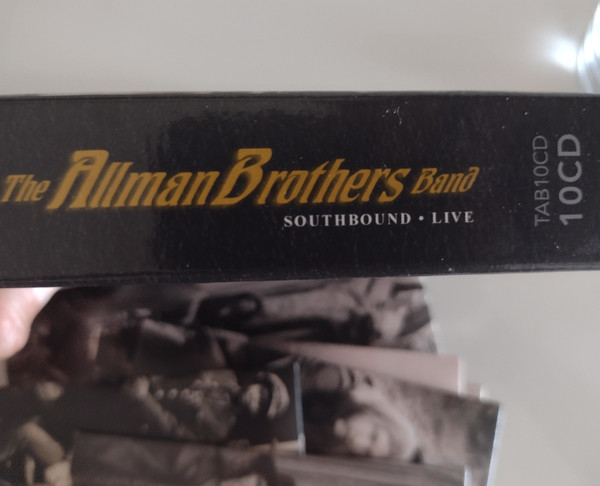 The Allman Brothers Band
SOUTHBOUND • LIVE
TAB10CD
10CD